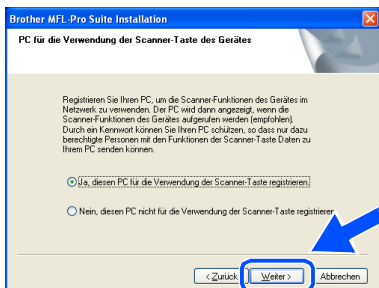 Brother MFL-Pro Suite Installation
PC für die Verwendung der Scanner-Taste des Gerätes
Registrieren Sie Ihren PC, um die Scanner-Funktionen des Gerätes im
Netzwerk zu verwenden. Der PC wird dann angezeigt, wenn die
Scanner-Funktionen des Gerätes aufgerufen werden (empfohlen).
Durch ein Kennwort können Sie Ihren PC schützen, so dass nur dazu
berechtigte Personen mit den Funktionen der Scanner-Taste Daten zu
Ihrem PC senden können.
Ja, diesen PC für die Verwendung der Scanner-Taste registrieren.
Nein, diesen PC nicht für die Verwendung der Scanner-Taste registrieren
< Zurück Weiter > Abbrechen